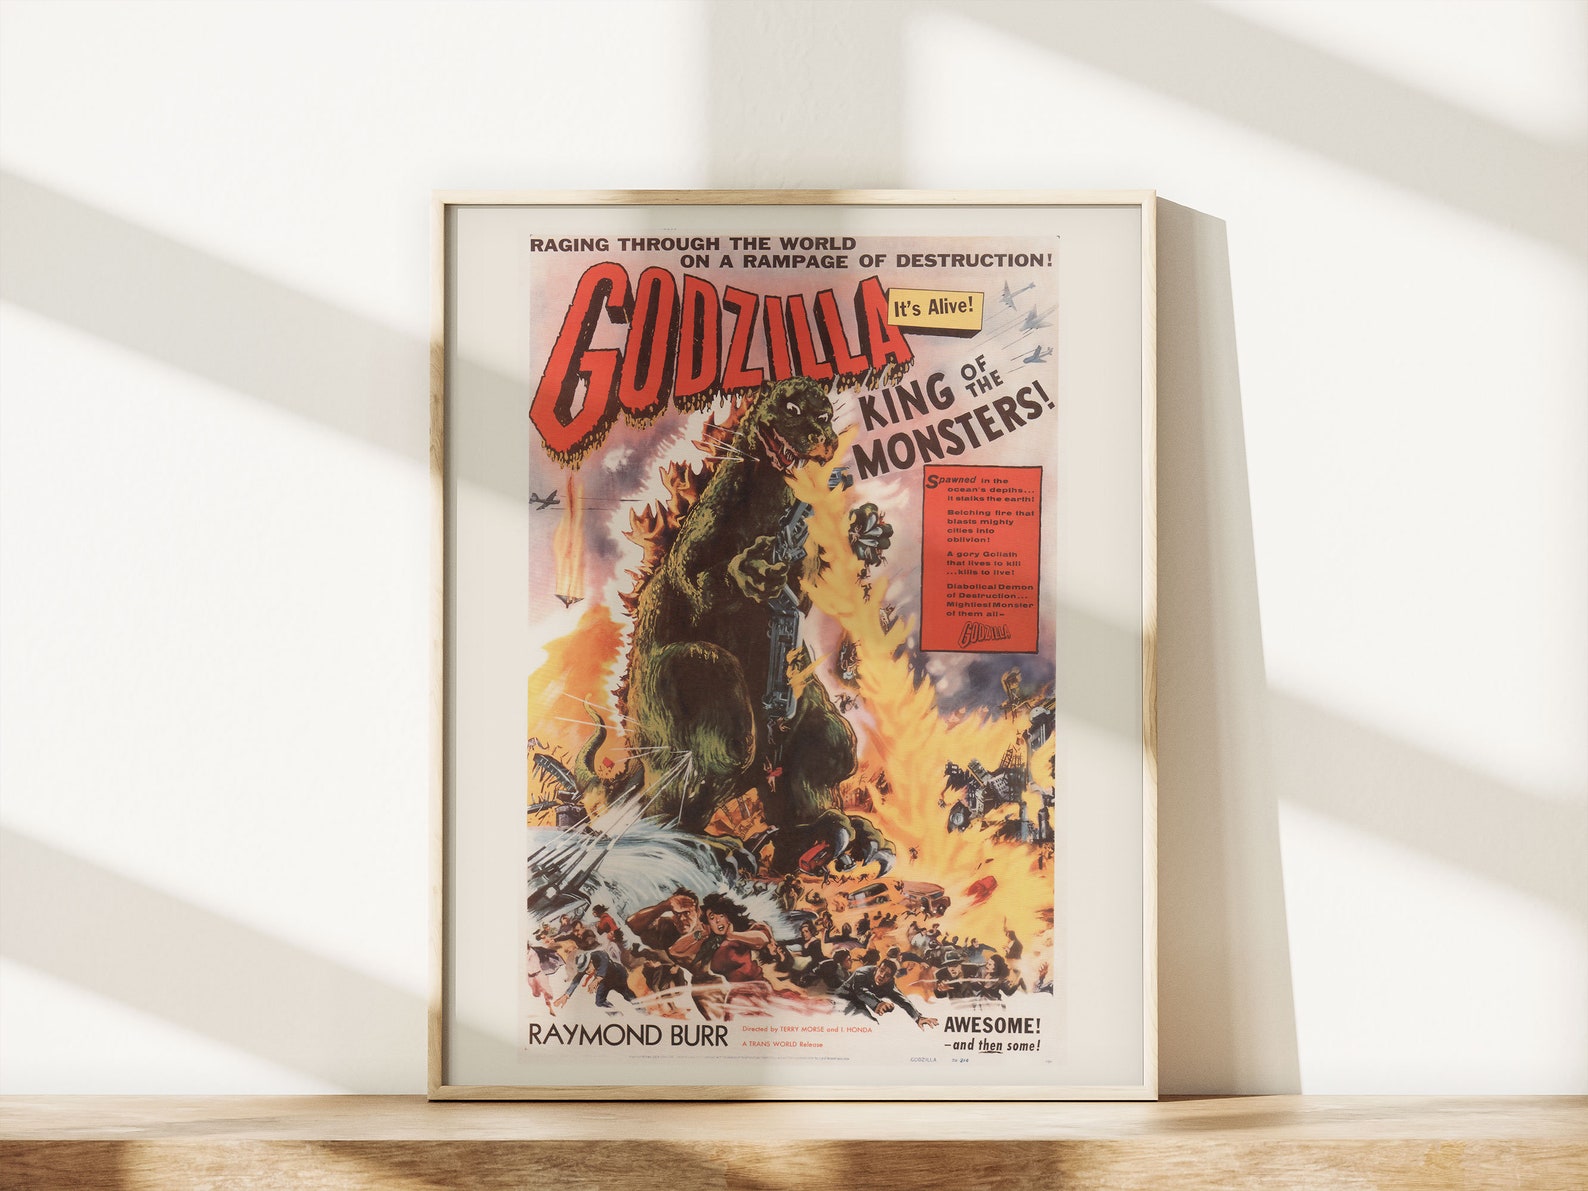 RAGING THROUGH THE WORLD
ON A RAMPAGE OF DESTRUCTION!
GODZILLA
It's Alive!
KING OF THE
MONSTERS!
Spawned in the
ocean's depths...
it stalks the earth!
Belching fire that
blasts mighty
cities into
oblivion!
A gory Goliath
that lives to kill
...kills to live!
Diabolical Demon
of Destruction...
Mightiest Monster
of them all—
GODZILLA
RAYMOND BURR
Directed by TERRY MORSE and I. HONDA
A TRANS WORLD Release
AWESOME!
—and then some!
GODZILLA